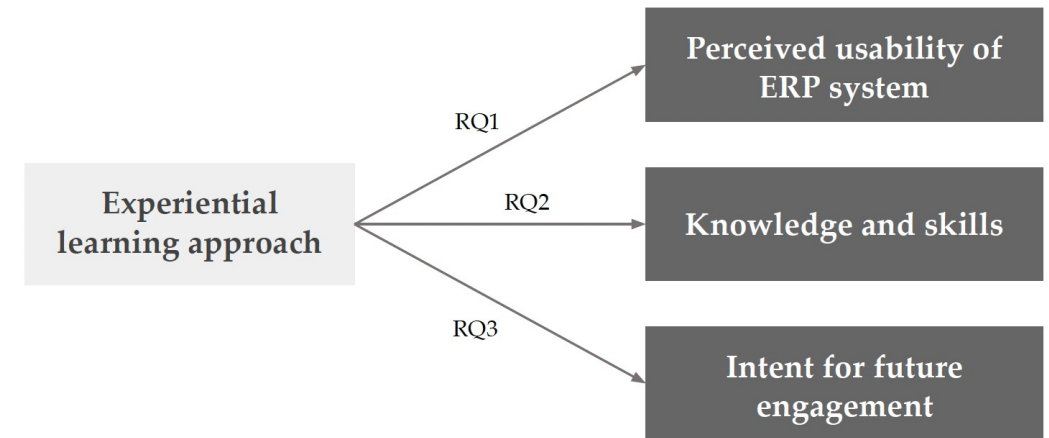 Perceived usability of
ERP system
RQ1
Experiential
learning approach
RQ2
Knowledge and skills
RQ3
Intent for future
engagement